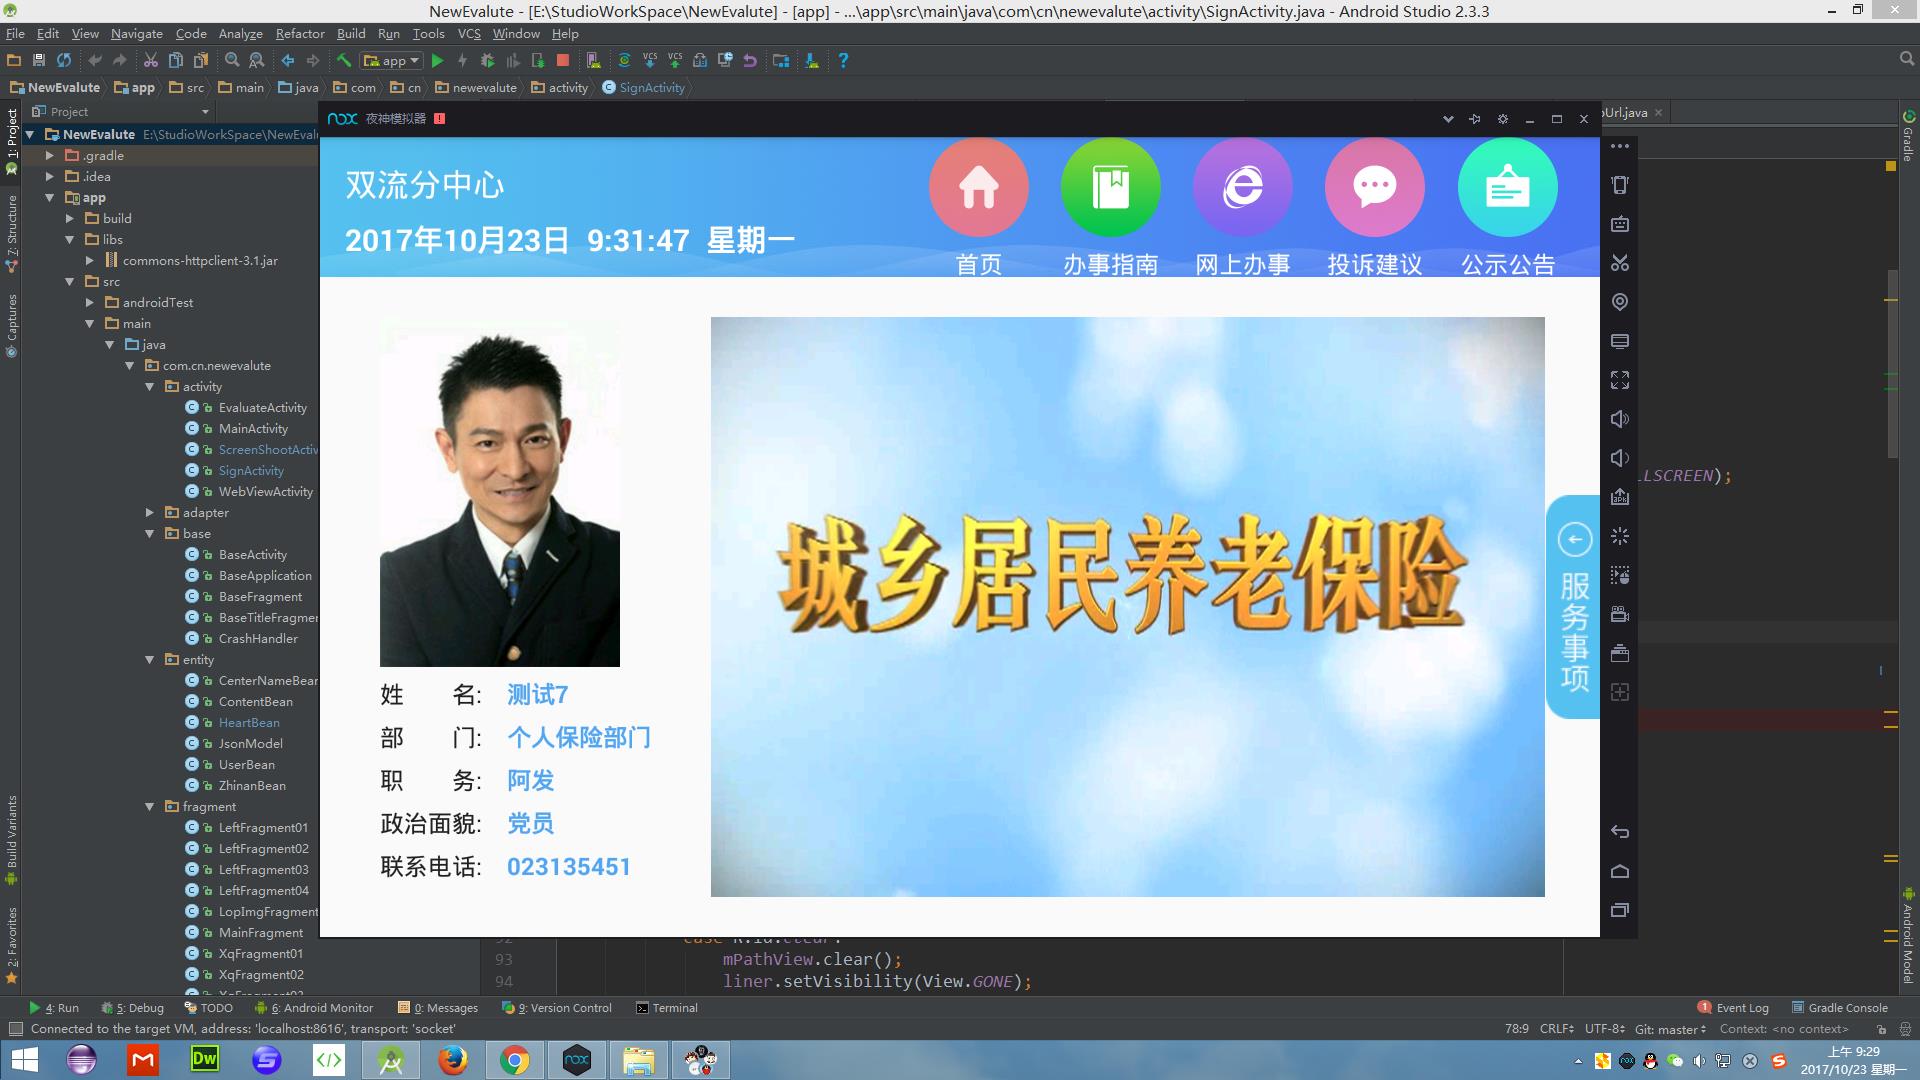 NewEvalute - [E:\StudioWorkSpace\NewEvalute] - [app] - ...\app\src\main\java\com\cn\newevalute\activity\SignActivity.java - Android Studio 2.3.3
File Edit View Navigate Code Analyze Refactor Build Run Tools VCS Window Help
app
NewEvalute app src main java com cn newevalute activity SignActivity
Project
NewEvalute E:\StudioWorkSpace\NewEval
.gradle
.idea
app
build
libs
commons-httpclient-3.1.jar
src
androidTest
main
java
com.cn.newevalute
activity
EvaluateActivity
MainActivity
ScreenShootActiv
SignActivity
WebViewActivity
adapter
base
BaseActivity
BaseApplication
BaseFragment
BaseTitleFragmer
CrashHandler
entity
CenterNameBear
ContentBean
HeartBean
JsonModel
UserBean
ZhinanBean
fragment
LeftFragment01
LeftFragment02
LeftFragment03
LeftFragment04
LopImgFragment
MainFragment
XqFragment01
XqFragment02
1: Project
7: Structure
Captures
Build Variants
2: Favorites
nox 夜神模拟器
双流分中心
2017年10月23日 9:31:47 星期一
首页 办事指南 网上办事 投诉建议 公示公告
城乡居民养老保险
服务事项
姓 名: 测试7
部 门: 个人保险部门
职 务: 阿发
政治面貌: 党员
联系电话: 023135451
oUrl.java
LLSCREEN);
Gradle
Android Model
92 case R.id.clear:
93 mPathView.clear();
94 liner.setVisibility(View.GONE);
4: Run 5: Debug TODO 6: Android Monitor 0: Messages 9: Version Control Terminal
1 Event Log Gradle Console
Connected to the target VM, address: 'localhost:8616', transport: 'socket'
78:9 CRLF UTF-8 Git: master Context: <no context>
上午 9:29
2017/10/23 星期一